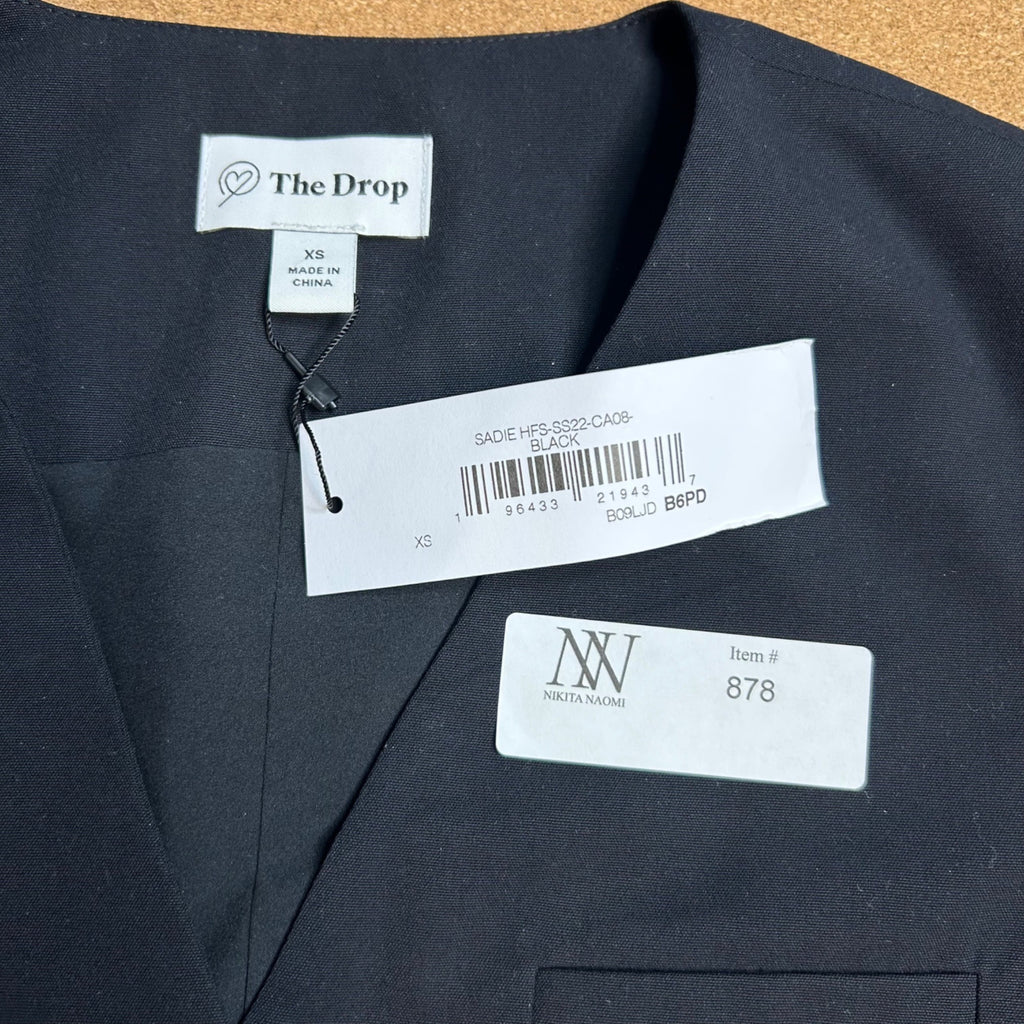 The Drop
XS
MADE IN
CHINA
SADIE HFS-SS22-CA08-
BLACK
1 96433 21943 7
B09LJD B6PD
XS
NW
NIKITA NAOMI
Item #
878